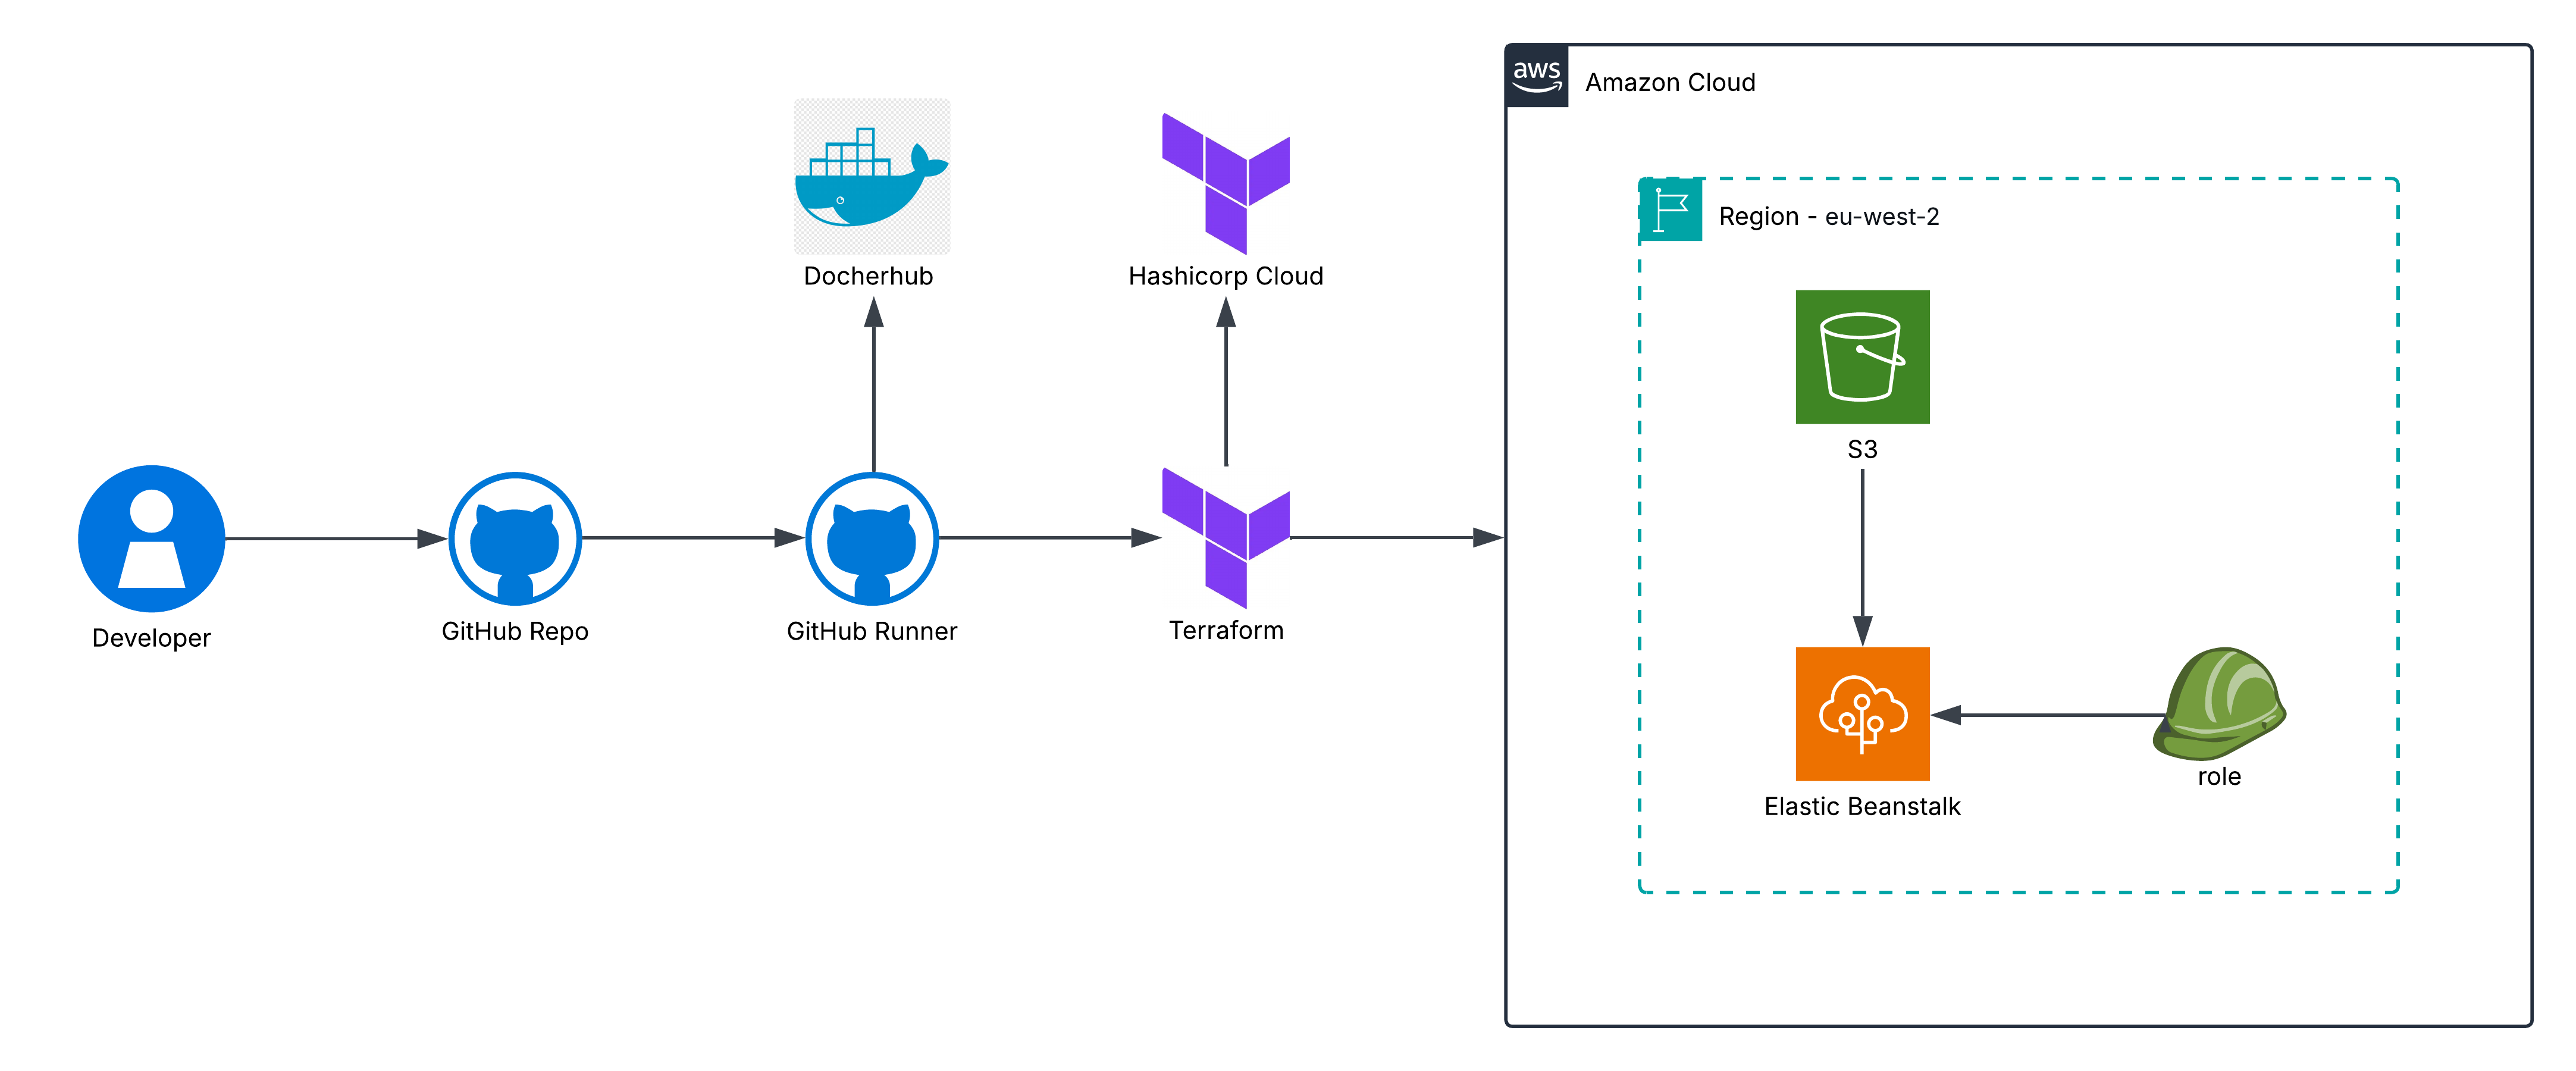 aws
Amazon Cloud
Region - eu-west-2
Docherhub
Hashicorp Cloud
S3
Developer
GitHub Repo
GitHub Runner
Terraform
role
Elastic Beanstalk